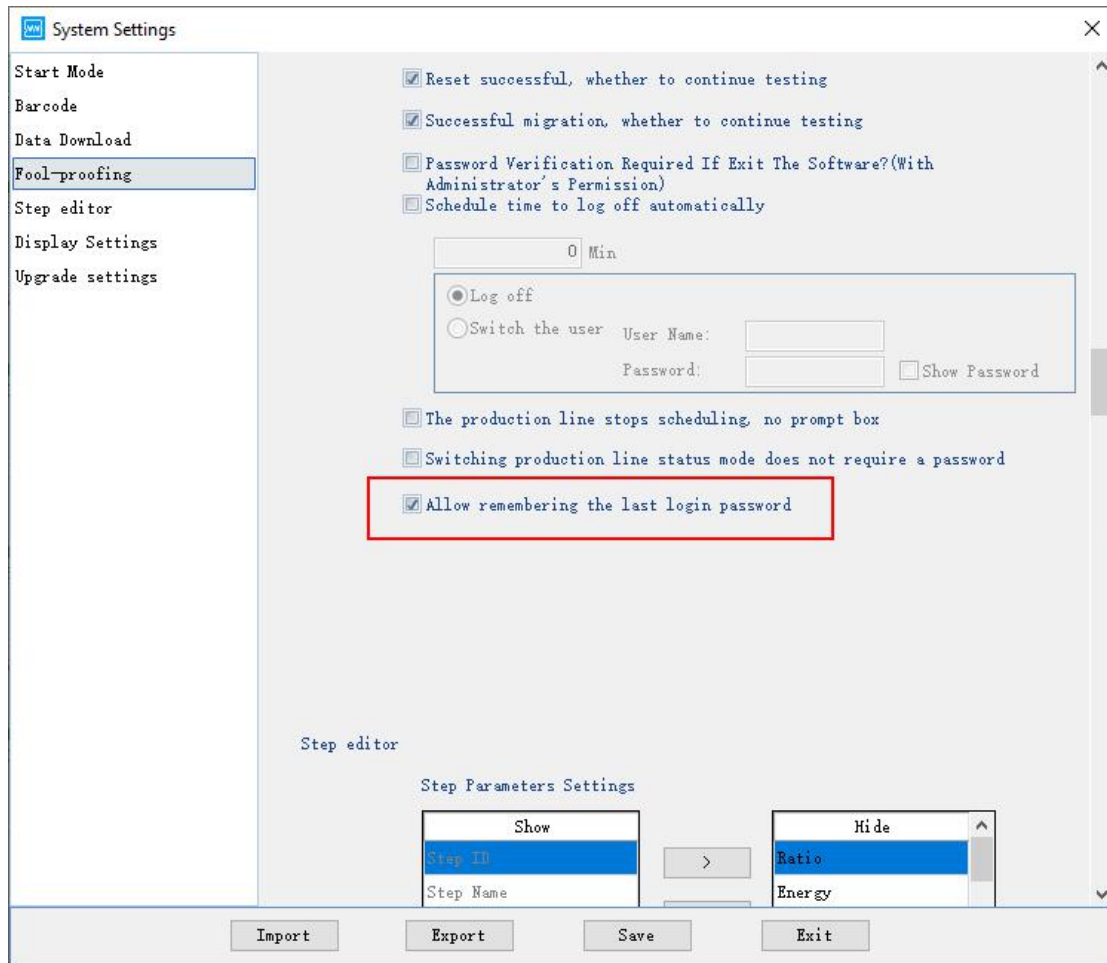 System Settings
Start Mode
Barcode
Data Download
Fool-proofing
Step editor
Display Settings
Upgrade settings
Reset successful, whether to continue testing
Successful migration, whether to continue testing
Password Verification Required If Exit The Software?(With
Administrator's Permission)
Schedule time to log off automatically
0 Min
Log off
Switch the user User Name:
Password: Show Password
The production line stops scheduling, no prompt box
Switching production line status mode does not require a password
Allow remembering the last login password
Step editor
Step Parameters Settings
Show > Hide
Step ID Ratio
Step Name Energy
Import Export Save Exit